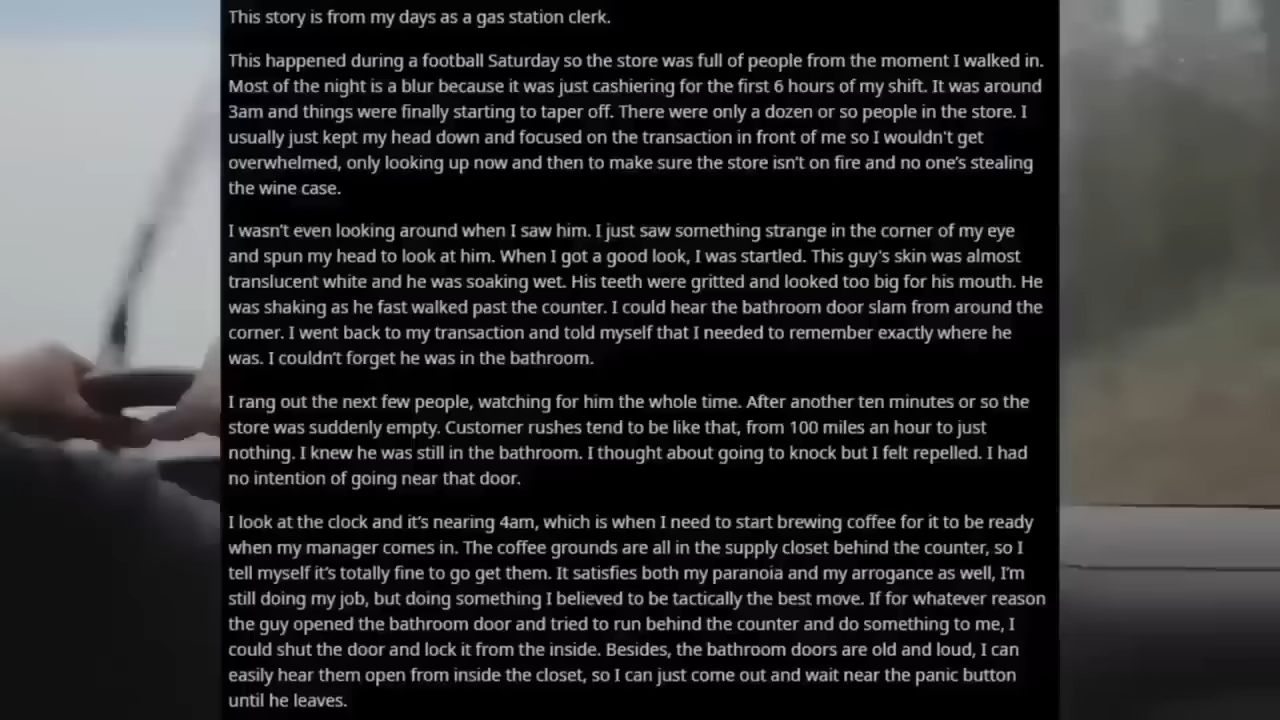 This story is from my days as a gas station clerk.
This happened during a football Saturday so the store was full of people from the moment I walked in.
Most of the night is a blur because it was just cashiering for the first 6 hours of my shift. It was around
3am and things were finally starting to taper off. There were only a dozen or so people in the store. I
usually just kept my head down and focused on the transaction in front of me so I wouldn't get
overwhelmed, only looking up now and then to make sure the store isn't on fire and no one's stealing
the wine case.
I wasn't even looking around when I saw him. I just saw something strange in the corner of my eye
and spun my head to look at him. When I got a good look, I was startled. This guy's skin was almost
translucent white and he was soaking wet. His teeth were gritted and looked too big for his mouth. He
was shaking as he fast walked past the counter. I could hear the bathroom door slam from around the
corner. I went back to my transaction and told myself that I needed to remember exactly where he
was. I couldn't forget he was in the bathroom.
I rang out the next few people, watching for him the whole time. After another ten minutes or so the
store was suddenly empty. Customer rushes tend to be like that, from 100 miles an hour to just
nothing. I knew he was still in the bathroom. I thought about going to knock but I felt repelled. I had
no intention of going near that door.
I look at the clock and it's nearing 4am, which is when I need to start brewing coffee for it to be ready
when my manager comes in. The coffee grounds are all in the supply closet behind the counter, so I
tell myself it's totally fine to go get them. It satisfies both my paranoia and my arrogance as well, I'm
still doing my job, but doing something I believed to be tactically the best move. If for whatever reason
the guy opened the bathroom door and tried to run behind the counter and do something to me, I
could shut the door and lock it from the inside. Besides, the bathroom doors are old and loud, I can
easily hear them open from inside the closet, so I can just come out and wait near the panic button
until he leaves.